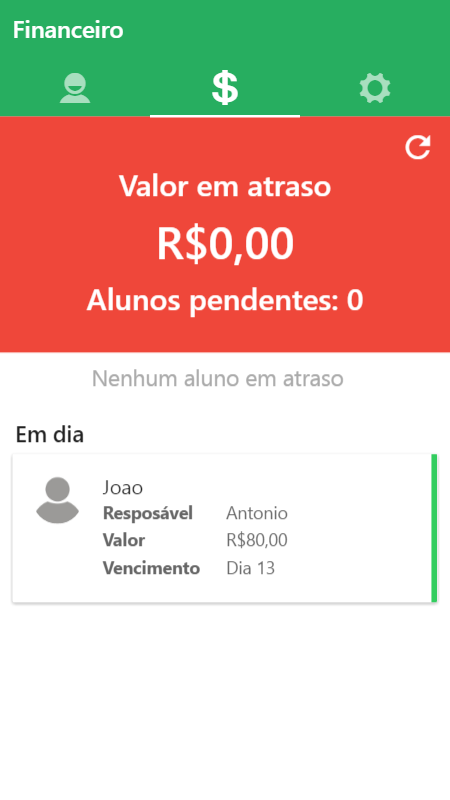 Financeiro
$
Valor em atraso
R$0,00
Alunos pendentes: 0
Nenhum aluno em atraso
Em dia
Joao
Resposável Antonio
Valor R$80,00
Vencimento Dia 13